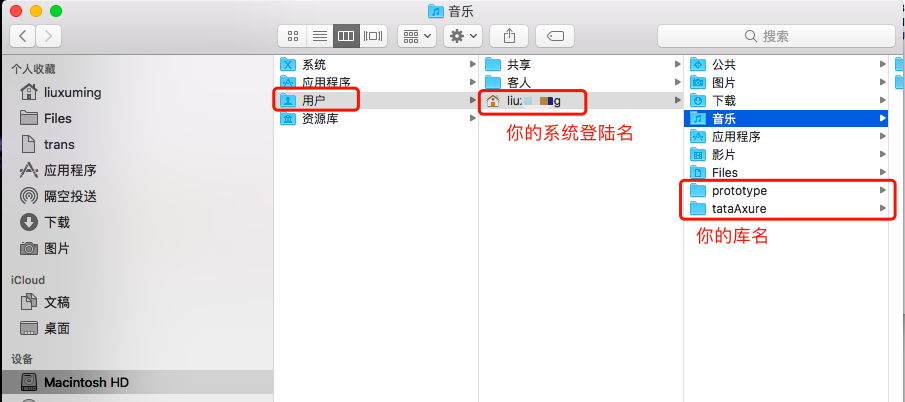 音乐
搜索
个人收藏
liuxuming
Files
trans
应用程序
隔空投送
下载
图片
iCloud
文稿
桌面
设备
Macintosh HD
系统
应用程序
用户
资源库
共享
客人
你的系统登陆名
公共
图片
下载
音乐
应用程序
影片
Files
prototype
tataAxure
你的库名